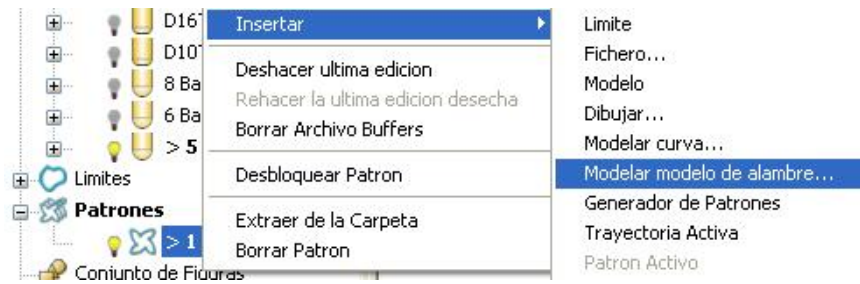 D16
D10
8 Ba
6 Ba
> 5
Limites
Patrones
> 1
Conjunto de Figuras
Insertar
Deshacer ultima edicion
Rehacer la ultima edicion desecha
Borrar Archivo Buffers
Desbloquear Patron
Extraer de la Carpeta
Borrar Patron
Limite
Fichero...
Modelo
Dibujar...
Modelar curva...
Modelar modelo de alambre...
Generador de Patrones
Trayectoria Activa
Patron Activo